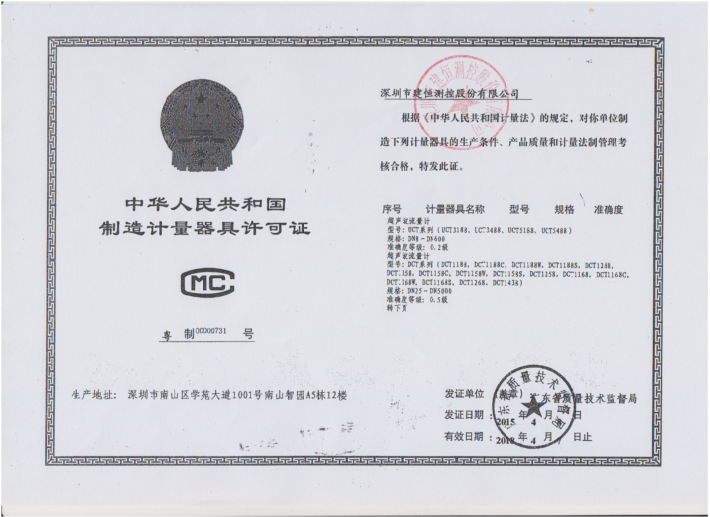 中华人民共和国
制造计量器具许可证
CMC
粤 制00000731 号
生产地址: 深圳市南山区学苑大道1001号南山智园A5栋12楼
深圳市建恒测控股份有限公司
根据《中华人民共和国计量法》的规定，对你单位制
造下列计量器具的生产条件、产品质量和计量法制管理考
核合格，特发此证。
序号 计量器具名称 型号 规格 准确度
超声波流量计
型号: UCT系列 (UCT3188、UCT3488、UCT5188、UCT5488)
规格: DN8-DN600
准确度等级: 0.2级
超声波流量计
型号: DCT系列 (DCT1188、DCT1188C、DCT1188W、DCT1188S、DCT1288、
DCT1158、DCT1158C、DCT1158W、DCT1158S、DCT1258、DCT1168、DCT1168C、
DCT1168W、DCT1168S、DCT1268、DCT1438)
规格: DN25-DN5000
准确度等级: 0.5级
转下页
发证单位 广东省质量技术监督局
发证日期: 2015 年 4 月 日
有效日期: 2018 年 4 月 日止